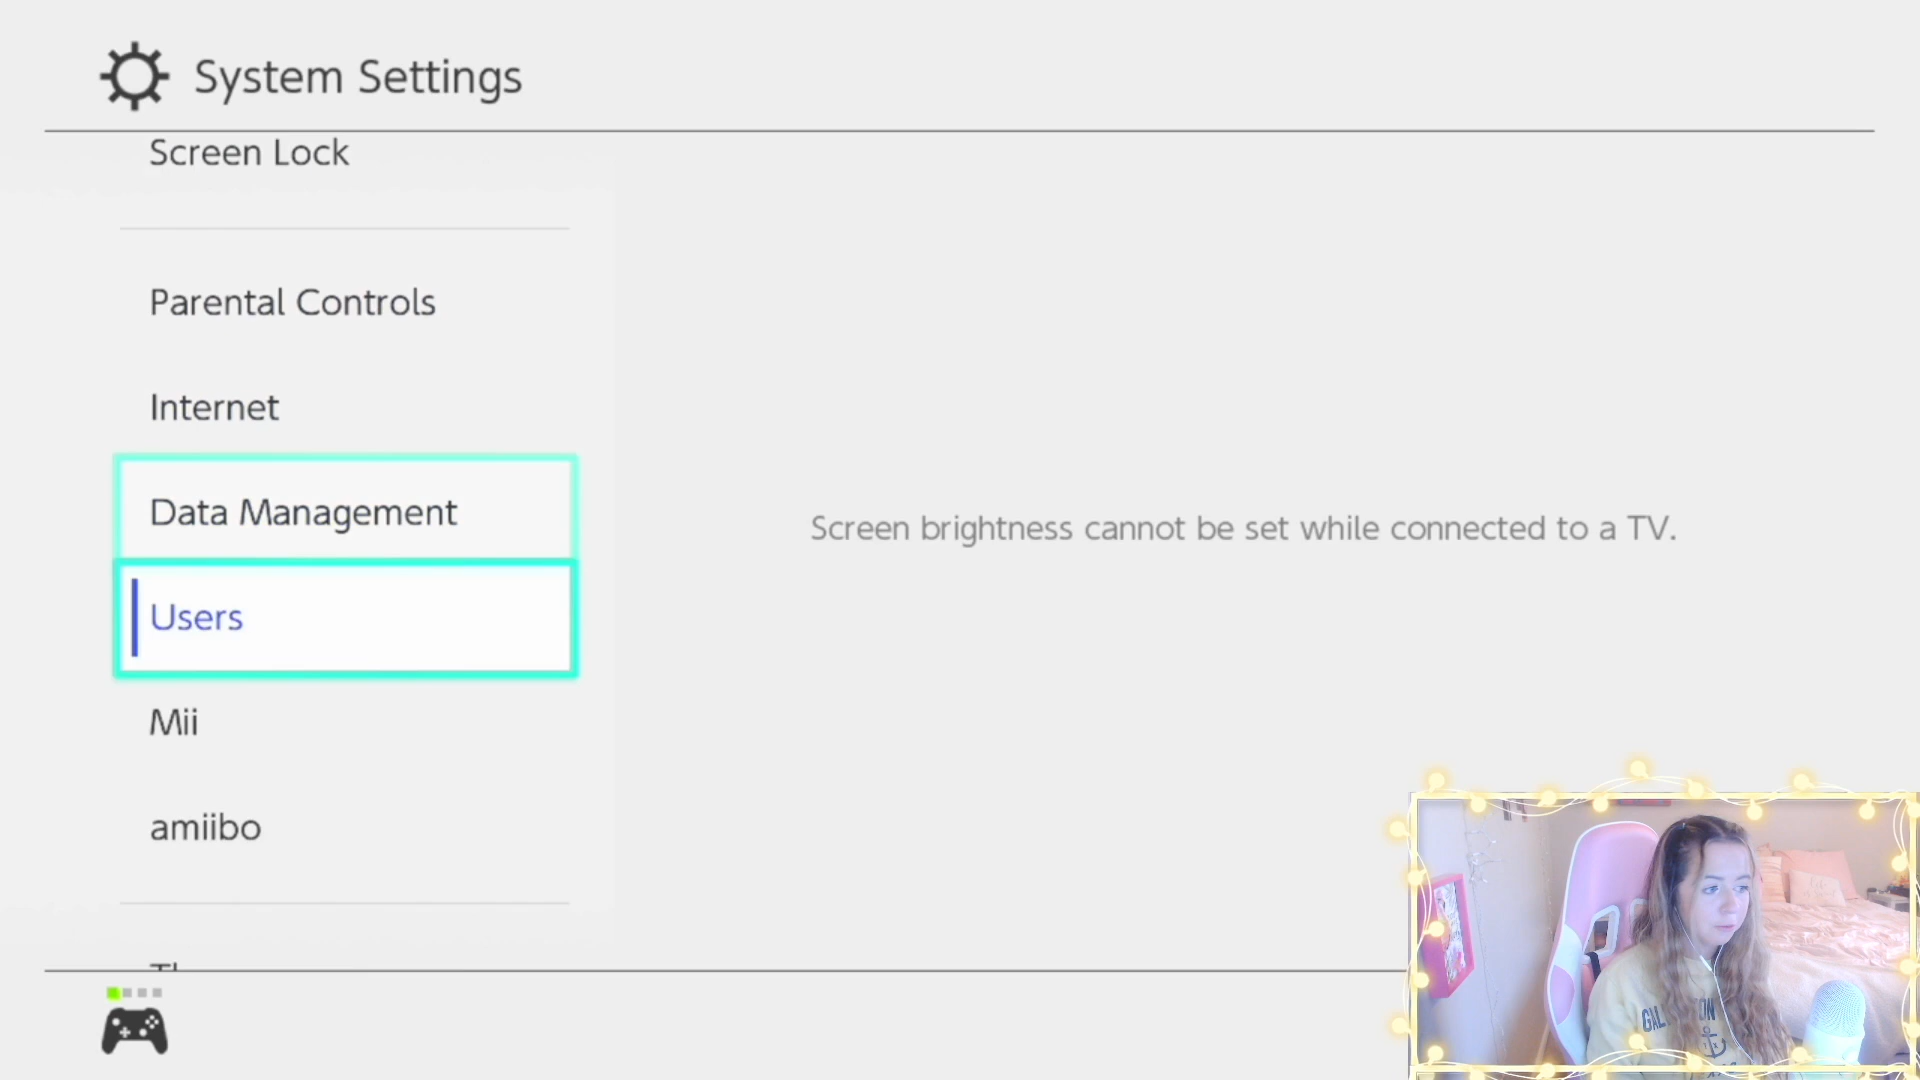 System Settings
Screen Lock
Parental Controls
Internet
Data Management
Screen brightness cannot be set while connected to a TV.
Users
Mii
amiibo